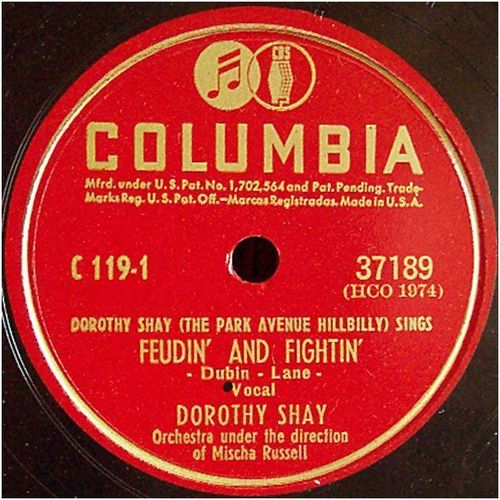 CBS
COLUMBIA
Mfrd. under U.S. Pat. No. 1,702,564 and Pat. Pending. Trade-
Marks Reg. U.S. Pat. Off.-Marcas Registradas. Made in U.S.A.
C 119-1
37189
(HCO 1974)
DOROTHY SHAY (THE PARK AVENUE HILLBILLY) SINGS
FEUDIN' AND FIGHTIN'
- Dubin - Lane -
Vocal
DOROTHY SHAY
Orchestra under the direction
of Mischa Russell